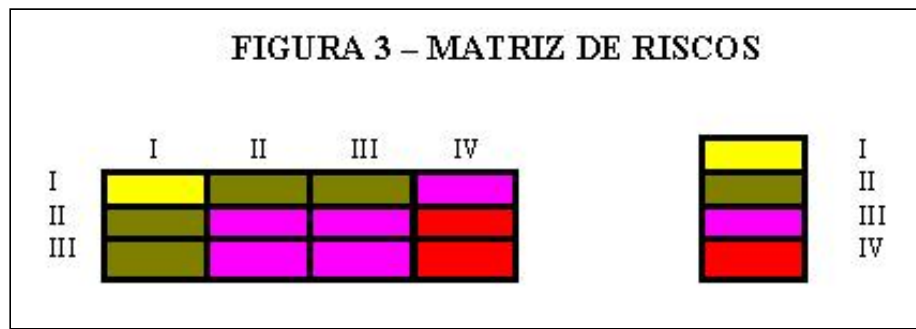 FIGURA 3 – MATRIZ DE RISCOS
I II III IV
I
II
III
I
II
III
IV